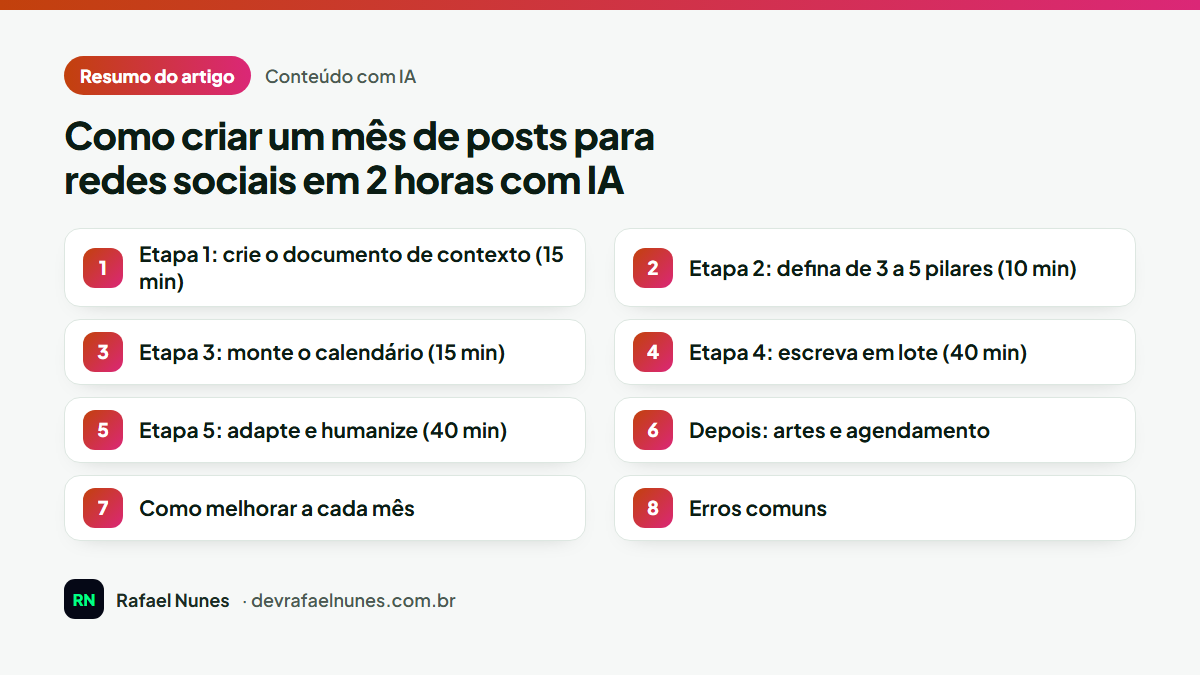 Resumo do artigo
Conteúdo com IA
Como criar um mês de posts para
redes sociais em 2 horas com IA
1
Etapa 1: crie o documento de contexto (15
min)
2
Etapa 2: defina de 3 a 5 pilares (10 min)
3
Etapa 3: monte o calendário (15 min)
4
Etapa 4: escreva em lote (40 min)
5
Etapa 5: adapte e humanize (40 min)
6
Depois: artes e agendamento
7
Como melhorar a cada mês
8
Erros comuns
RN
Rafael Nunes · devrafaelnunes.com.br